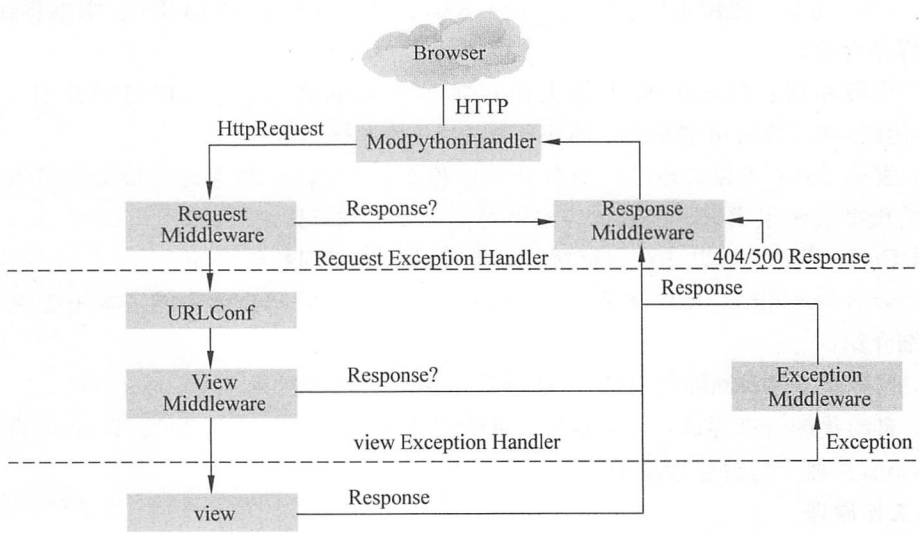 Browser
HTTP
HttpRequest
ModPythonHandler
Request
Middleware
Response?
Response
Middleware
Request Exception Handler
404/500 Response
Response
URLConf
View
Middleware
Response?
Exception
Middleware
view Exception Handler
Exception
view
Response